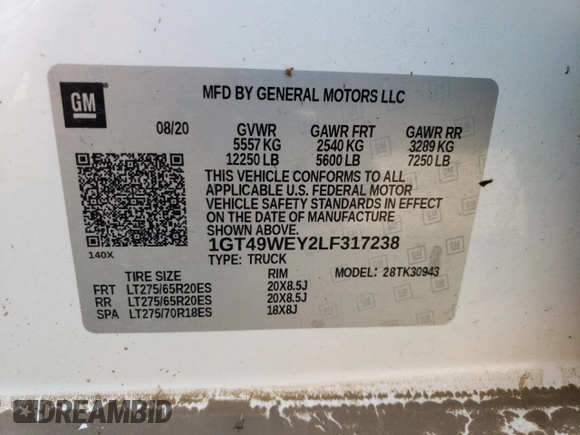 GM
MFD BY GENERAL MOTORS LLC
08/20 GVWR GAWR FRT GAWR RR
5557 KG 2540 KG 3289 KG
12250 LB 5600 LB 7250 LB
THIS VEHICLE CONFORMS TO ALL
APPLICABLE U.S. FEDERAL MOTOR
VEHICLE SAFETY STANDARDS IN EFFECT
ON THE DATE OF MANUFACTURE
SHOWN ABOVE.
1GT49WEY2LF317238
140X TYPE: TRUCK MODEL: 28TK30943
TIRE SIZE RIM
FRT LT275/65R20ES 20X8.5J
RR LT275/65R20ES 20X8.5J
SPA LT275/70R18ES 18X8J
DREAMBID